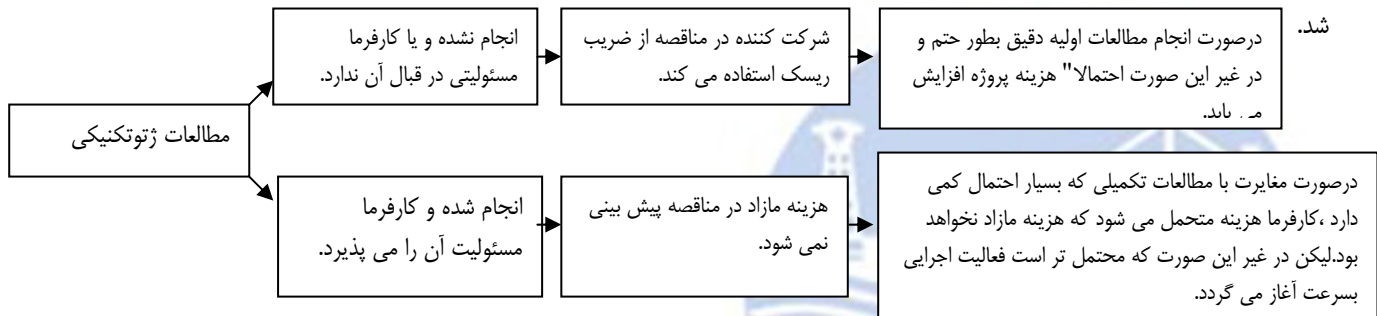 شد.
مطالعات ژئوتکنیکی
انجام نشده و یا کارفرما
مسئولیتی در قبال آن ندارد.
شرکت کننده در مناقصه از ضریب
ریسک استفاده می کند.
درصورت انجام مطالعات اولیه دقیق بطور حتم و
در غیر این صورت احتمالا" هزینه پروژه افزایش
می یابد.
انجام شده و کارفرما
مسئولیت آن را می پذیرد.
هزینه مازاد در مناقصه پیش بینی
نمی شود.
درصورت مغایرت با مطالعات تکمیلی که بسیار احتمال کمی
دارد ،کارفرما هزینه متحمل می شود که هزینه مازاد نخواهد
بود.لیکن در غیر این صورت که محتمل تر است فعالیت اجرایی
بسرعت آغاز می گردد.